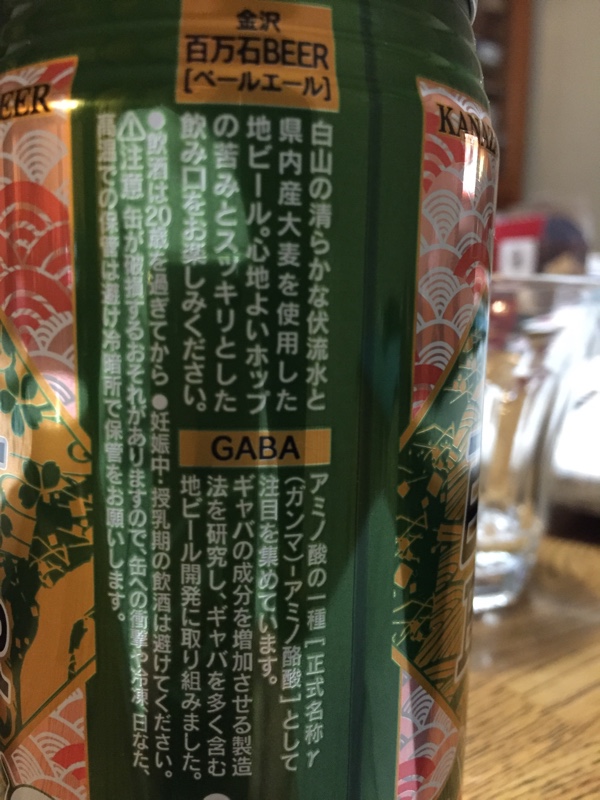 金沢
百万石BEER
[ペールエール]
白山の清らかな伏流水と
県内産大麦を使用した
地ビール。心地よいホップ
の苦みとスッキリとした
飲み口をお楽しみください。
GABA
アミノ酸の一種[正式名称γ
(ガンマ)-アミノ酪酸]として
注目を集めています。
ギャバの成分を増加させる製造
法を研究し、ギャバを多く含む
地ビール開発に取り組みました。
●飲酒は20歳を過ぎてから ●妊娠中・授乳期の飲酒は避けてください。
⚠注意 缶が破損するおそれがありますので、缶への衝撃や冷凍、日なた、
高温での保管は避け冷暗所で保管をお願いします。
EER
KANAZ